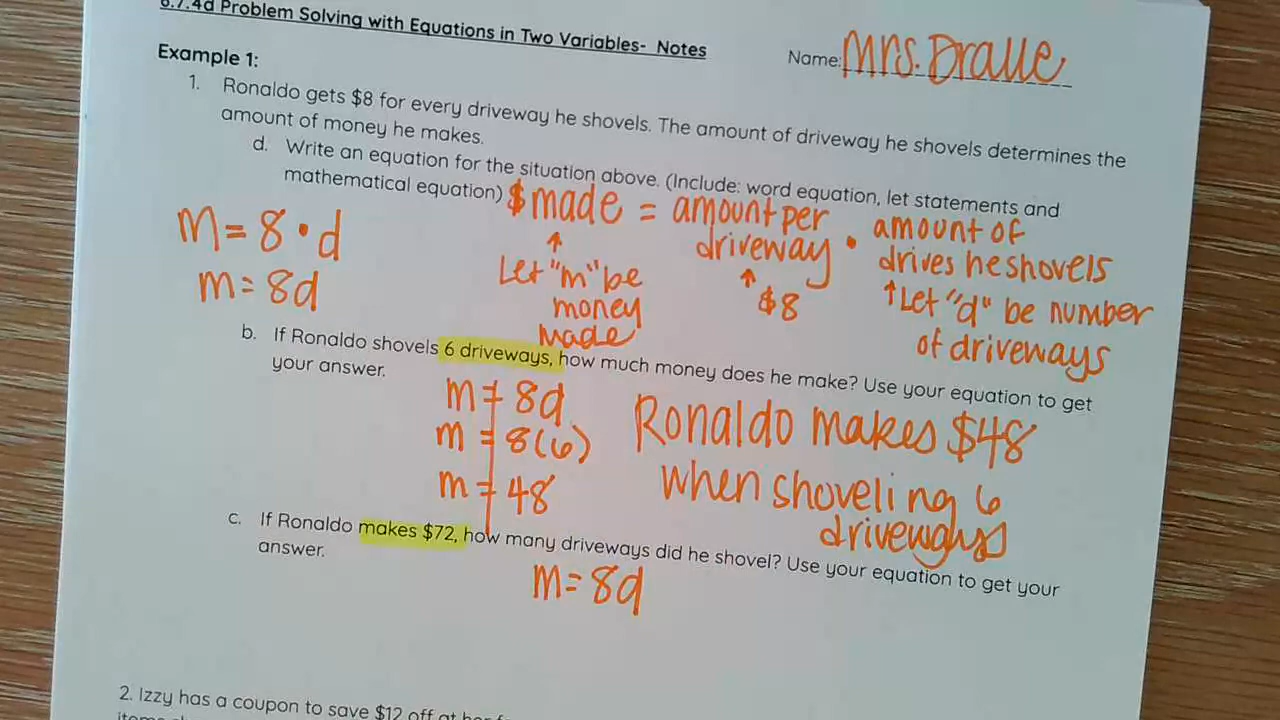 6.7.4d Problem Solving with Equations in Two Variables- Notes
Name: Mrs. Dralle
Example 1:
1. Ronaldo gets $8 for every driveway he shovels. The amount of driveway he shovels determines the
amount of money he makes.
d. Write an equation for the situation above. (Include: word equation, let statements and
mathematical equation)
$ made = amount per driveway • amount of drives he shovels
m = 8 • d
m = 8d
↑
Let "m" be
money
made
↑
$8
↑ Let "d" be number
of driveways
b. If Ronaldo shovels 6 driveways, how much money does he make? Use your equation to get
your answer.
m = 8d
m = 8(6)
m = 48
Ronaldo makes $48
when shoveling 6
driveways
c. If Ronaldo makes $72, how many driveways did he shovel? Use your equation to get your
answer.
m = 8d
2. Izzy has a coupon to save $12 off at her